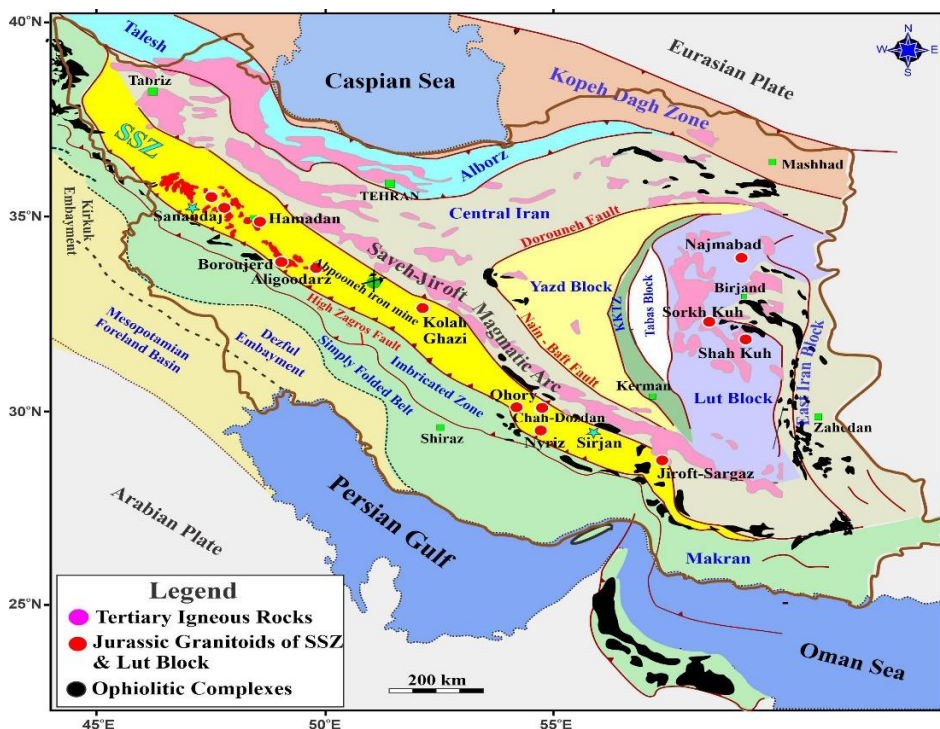 40°N
35°N
30°N
25°N
45°E
50°E
55°E
N
W
E
S
Talesh
Tabriz
Caspian Sea
Eurasian Plate
Kopeh Dagh Zone
Mashhad
SSZ
Alborz
TEHRAN
Central Iran
Sanandaj
Hamadan
Kirkuk
Embayment
Dorouneh Fault
Najmabad
Boroujerd
Aligoodarz
Saveh-Jiroft Magmatic Arc
Yazd Block
KKTZ
Tabas Block
Birjand
Sorkh Kuh
High Zagros Fault
Kolah
Ghazi
Nain - Baft Fault
Shah Kuh
East Iran Block
Mesopotamian
Foreland Basin
Dezful
Embayment
Simply Folded Belt
Imbricated Zone
Kerman
Lut Block
Ohory
Chah-Dozdan
Nyriz
Sirjan
Zahedan
Shiraz
Jiroft-Sargaz
Arabian Plate
Persian Gulf
Makran
Oman Sea
Legend
Tertiary Igneous Rocks
Jurassic Granitoids of SSZ
& Lut Block
Ophiolitic Complexes
200 km
iron mine